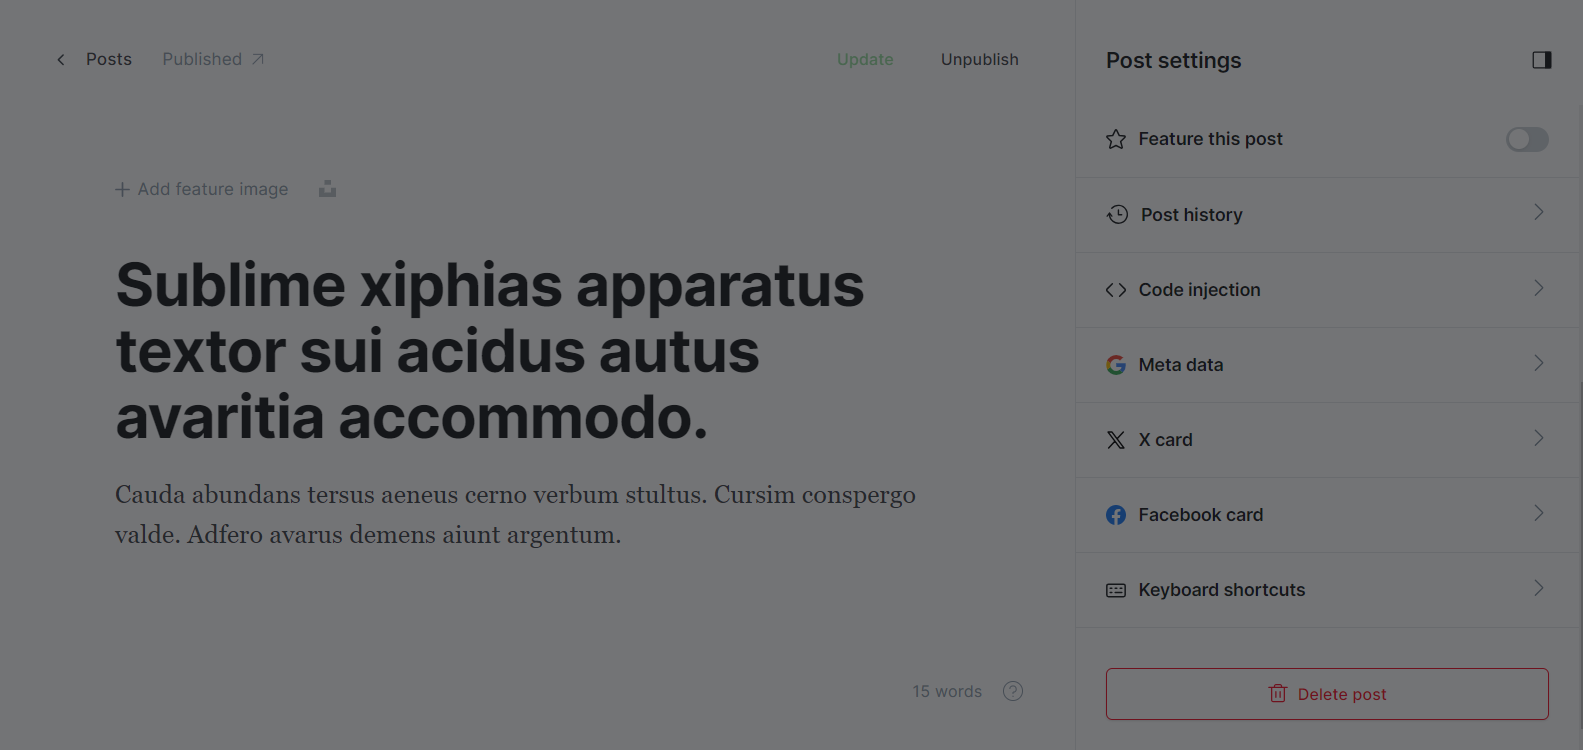 Posts
Published
Update
Unpublish
Add feature image
Sublime xiphias apparatus
textor sui acidus autus
avaritia accommodo.
Cauda abundans tersus aeneus cerno verbum stultus. Cursim conspergo
valde. Adfero avarus demens aiunt argentum.
15 words
?
Post settings
Feature this post
Post history
Code injection
Meta data
X card
Facebook card
Keyboard shortcuts
Delete post